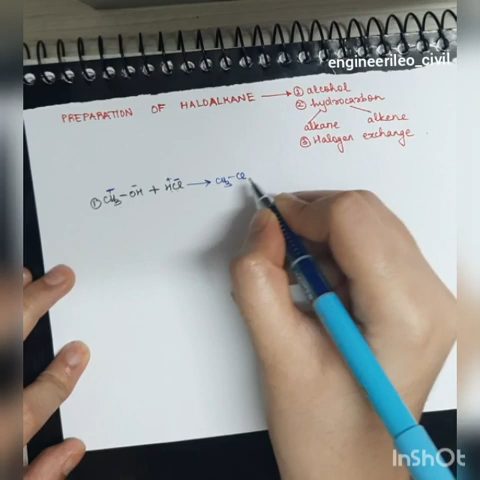 engineerileo_civil
PREPARATION OF HALOALKANE → ① alcohol
② hydrocarbon
alkane alkene
③ Halogen exchange.
① CH₃⁺–OH⁻ + H⁺Cl⁻ → CH₃–Cl
InShOt